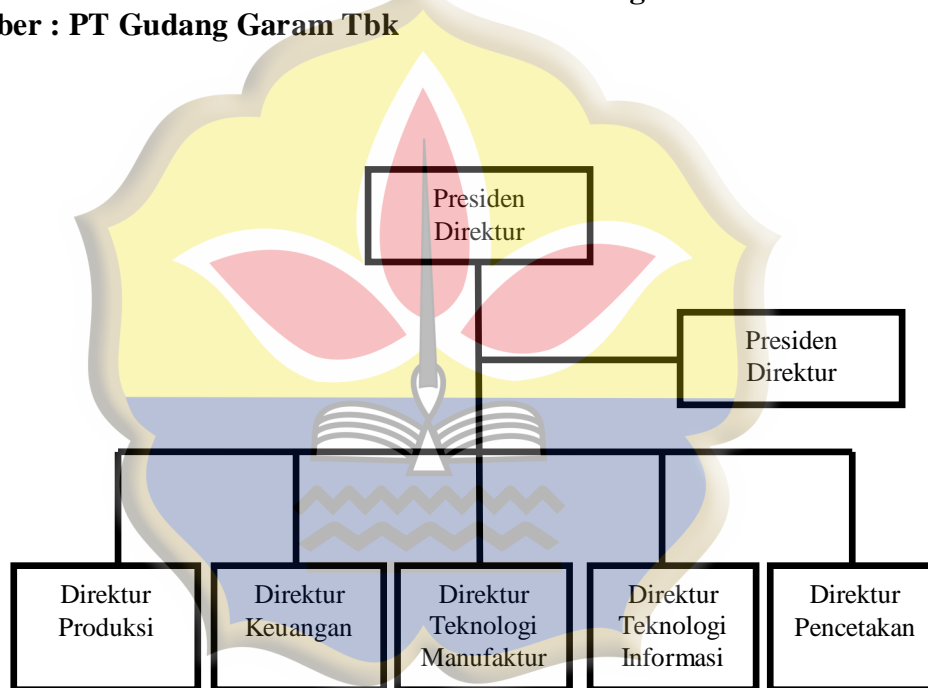 : PT Gudang Garam Tbk
Presiden
Direktur
Presiden
Direktur
Direktur
Produksi
Direktur
Keuangan
Direktur
Teknologi
Manufaktur
Direktur
Teknologi
Informasi
Direktur
Pencetakan